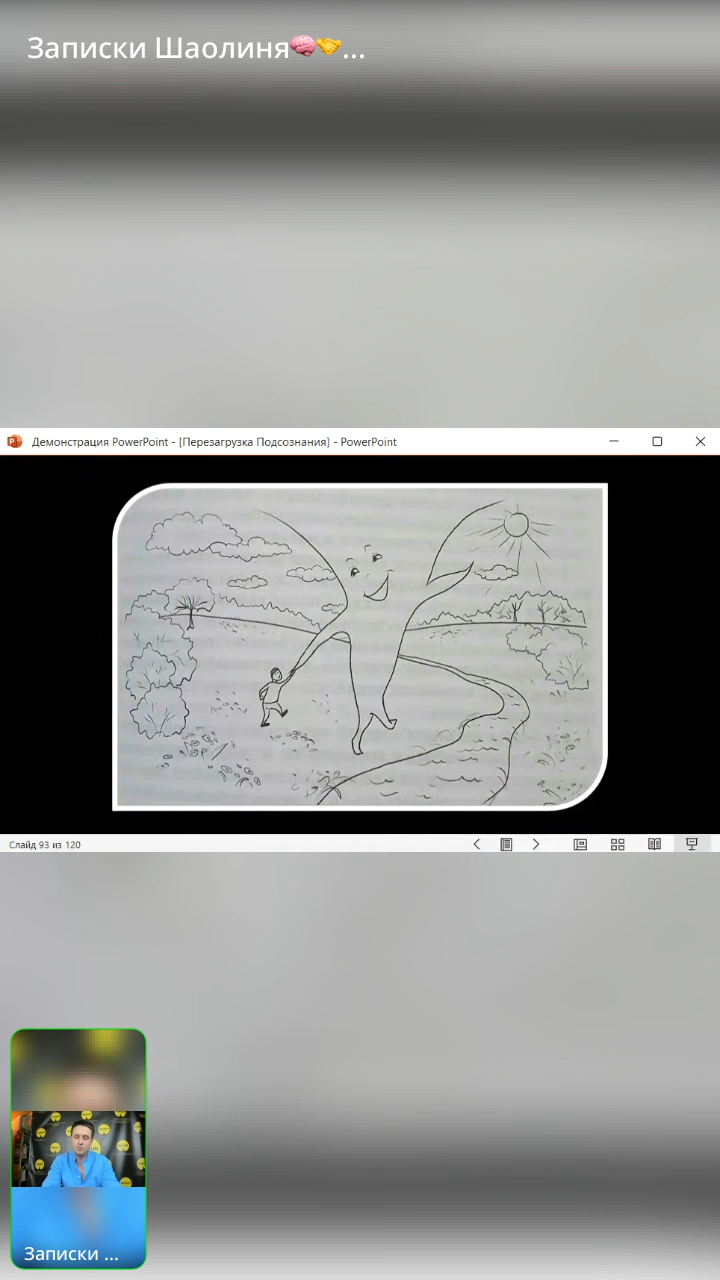 Записки Шаолиня🧠🤝...
Демонстрация PowerPoint - [Перезагрузка Подсознания] - PowerPoint
Слайд 93 из 120
Записки ...